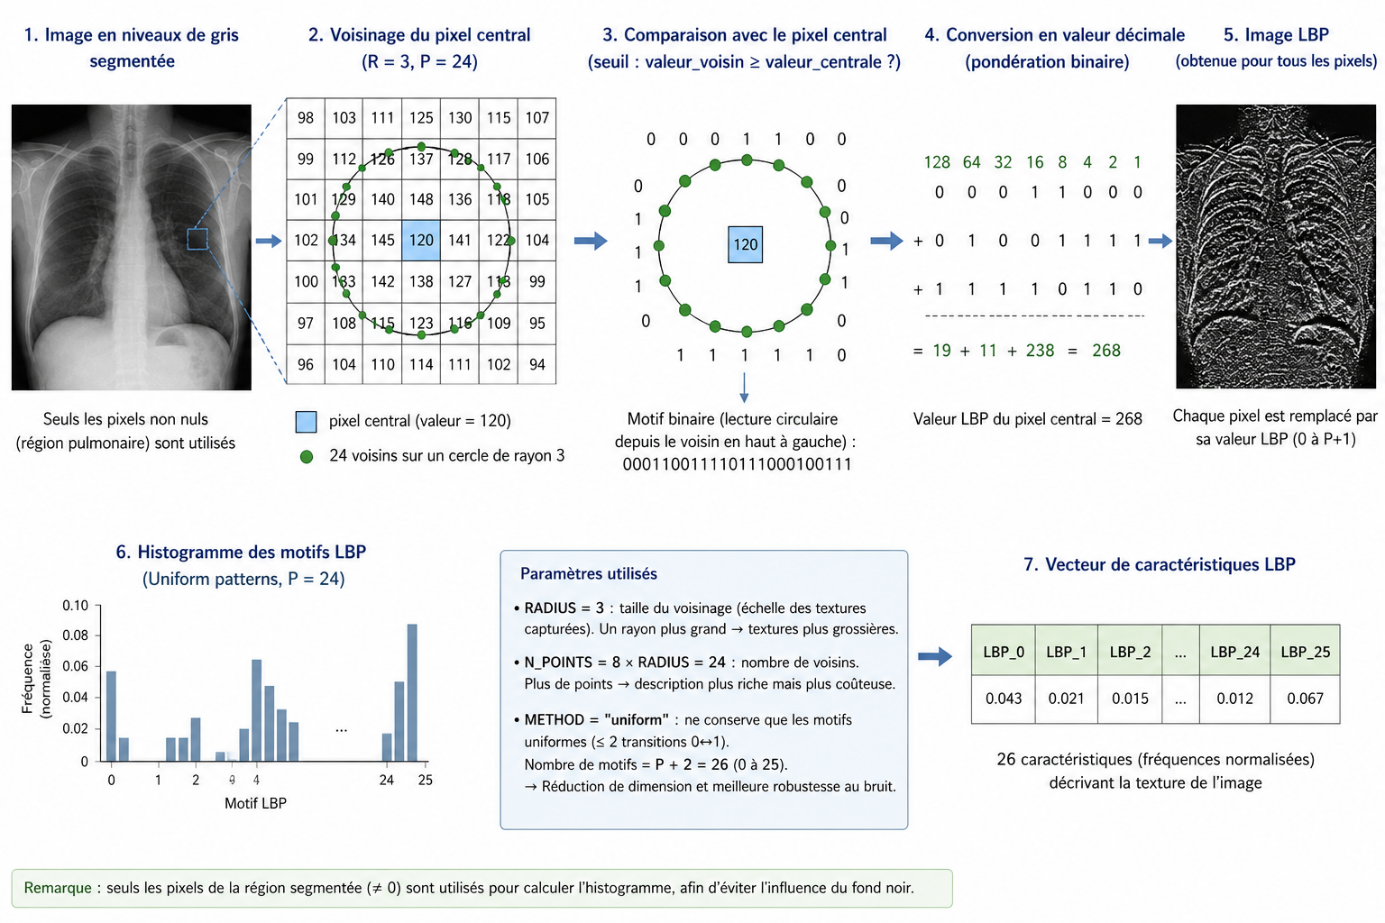 1. Image en niveaux de gris
segmentée
Seuls les pixels non nuls
(région pulmonaire) sont utilisés
2. Voisinage du pixel central
(R = 3, P = 24)
98 103 111 125 130 115 107
99 112 126 137 128 117 106
101 129 140 148 136 118 105
102 134 145 120 141 122 104
100 133 142 138 127 113 99
97 108 115 123 116 109 95
96 104 110 114 111 102 94
pixel central (valeur = 120)
24 voisins sur un cercle de rayon 3
3. Comparaison avec le pixel central
(seuil : valeur_voisin ≥ valeur_centrale ?)
0 0 0 1 1 0 0
0 0
1 0
1 120 1
1 1
0 0
1 1 1 1 1 0
Motif binaire (lecture circulaire
depuis le voisin en haut à gauche) :
000110011110111000100111
4. Conversion en valeur décimale
(pondération binaire)
128 64 32 16 8 4 2 1
0 0 0 1 1 0 0 0
+ 0 1 0 0 1 1 1 1
+ 1 1 1 1 0 1 1 0
= 19 + 11 + 238 = 268
Valeur LBP du pixel central = 268
5. Image LBP
(obtenue pour tous les pixels)
Chaque pixel est remplacé par
sa valeur LBP (0 à P+1)
6. Histogramme des motifs LBP
(Uniform patterns, P = 24)
Fréquence
(normalièse)
0.10
0.08
0.06
0.04
0.02
0
...
0 1 2 4 24 25
Motif LBP
Paramètres utilisés
• RADIUS = 3 : taille du voisinage (échelle des textures
capturées). Un rayon plus grand → textures plus grossières.
• N_POINTS = 8 × RADIUS = 24 : nombre de voisins.
Plus de points → description plus riche mais plus coûteuse.
• METHOD = "uniform" : ne conserve que les motifs
uniformes (≤ 2 transitions 0↔1).
Nombre de motifs = P + 2 = 26 (0 à 25).
→ Réduction de dimension et meilleure robustesse au bruit.
7. Vecteur de caractéristiques LBP
LBP_0 LBP_1 LBP_2 ... LBP_24 LBP_25
0.043 0.021 0.015 ... 0.012 0.067
26 caractéristiques (fréquences normalisées)
décrivant la texture de l'image
Remarque : seuls les pixels de la région segmentée (≠ 0) sont utilisés pour calculer l'histogramme, afin d'éviter l'influence du fond noir.